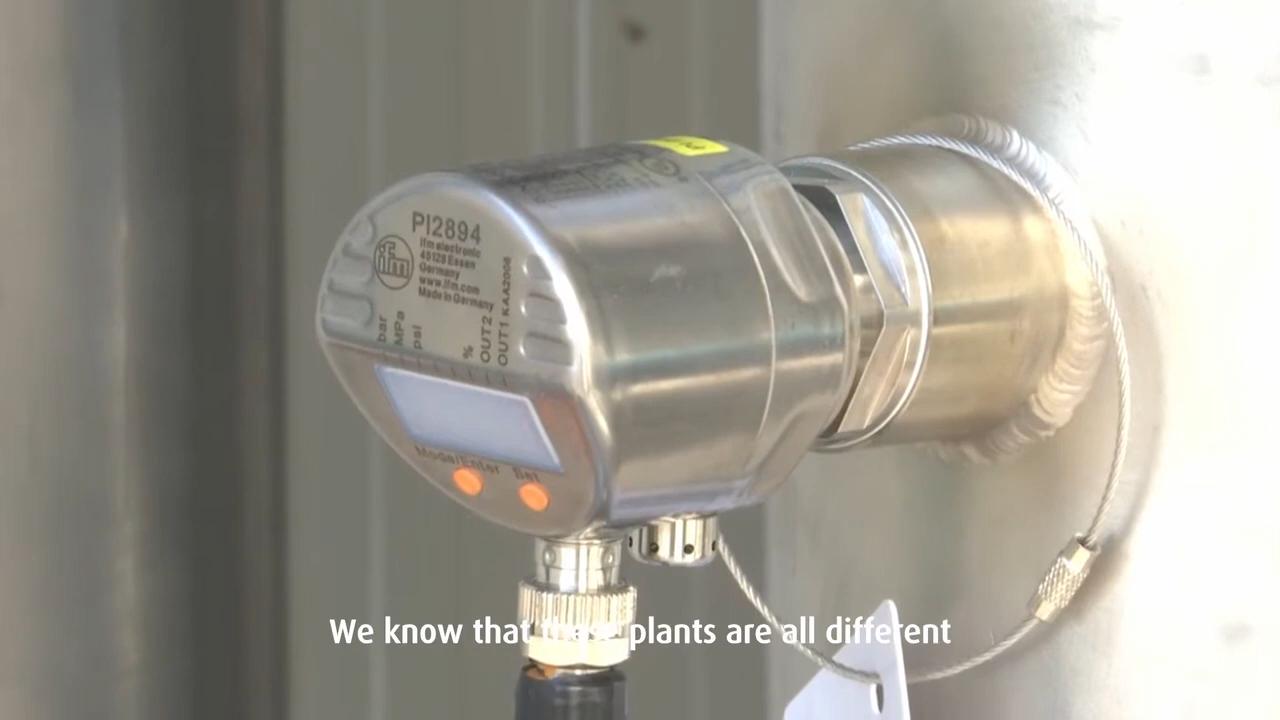 PI2894
ifm electronic
45128 Essen
Germany
www.ifm.com
Made in Germany
ifm
bar
MPa
psi
%
OUT2
OUT1 KAA2006
Mode/Enter Set
We know that these plants are all different